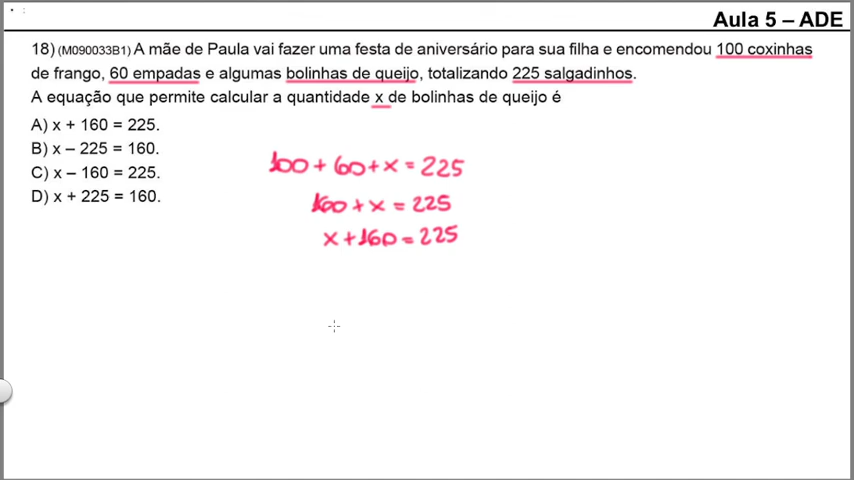 Aula 5 – ADE
18) (M090033B1) A mãe de Paula vai fazer uma festa de aniversário para sua filha e encomendou 100 coxinhas
de frango, 60 empadas e algumas bolinhas de queijo, totalizando 225 salgadinhos.
A equação que permite calcular a quantidade x de bolinhas de queijo é
A) x + 160 = 225.
B) x – 225 = 160.
C) x – 160 = 225.
D) x + 225 = 160.
100 + 60 + x = 225
160 + x = 225
x + 160 = 225